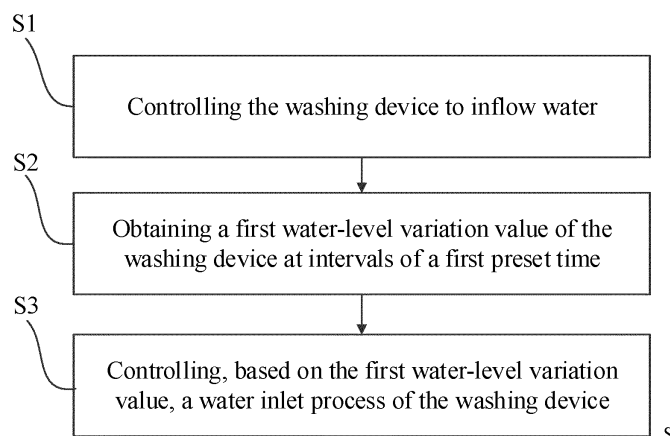 S1
Controlling the washing device to inflow water
S2
Obtaining a first water-level variation value of the
washing device at intervals of a first preset time
S3
Controlling, based on the first water-level variation
value, a water inlet process of the washing device